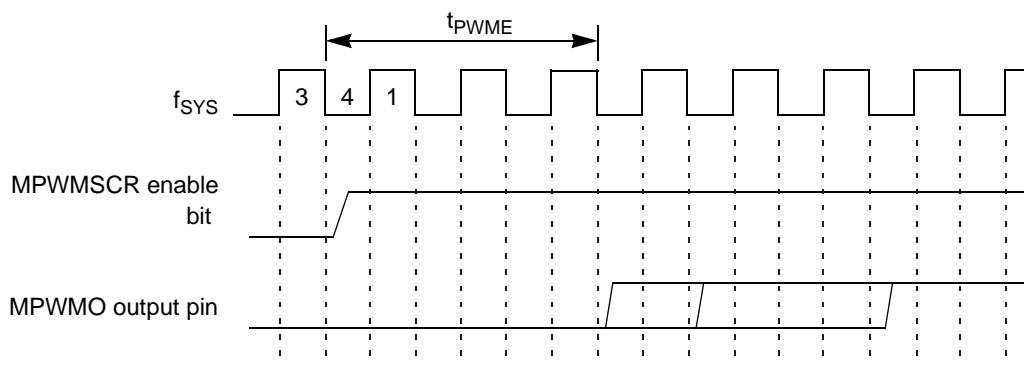 tPWME
fSYS
3 4 1
MPWMSCR enable
bit
MPWMO output pin